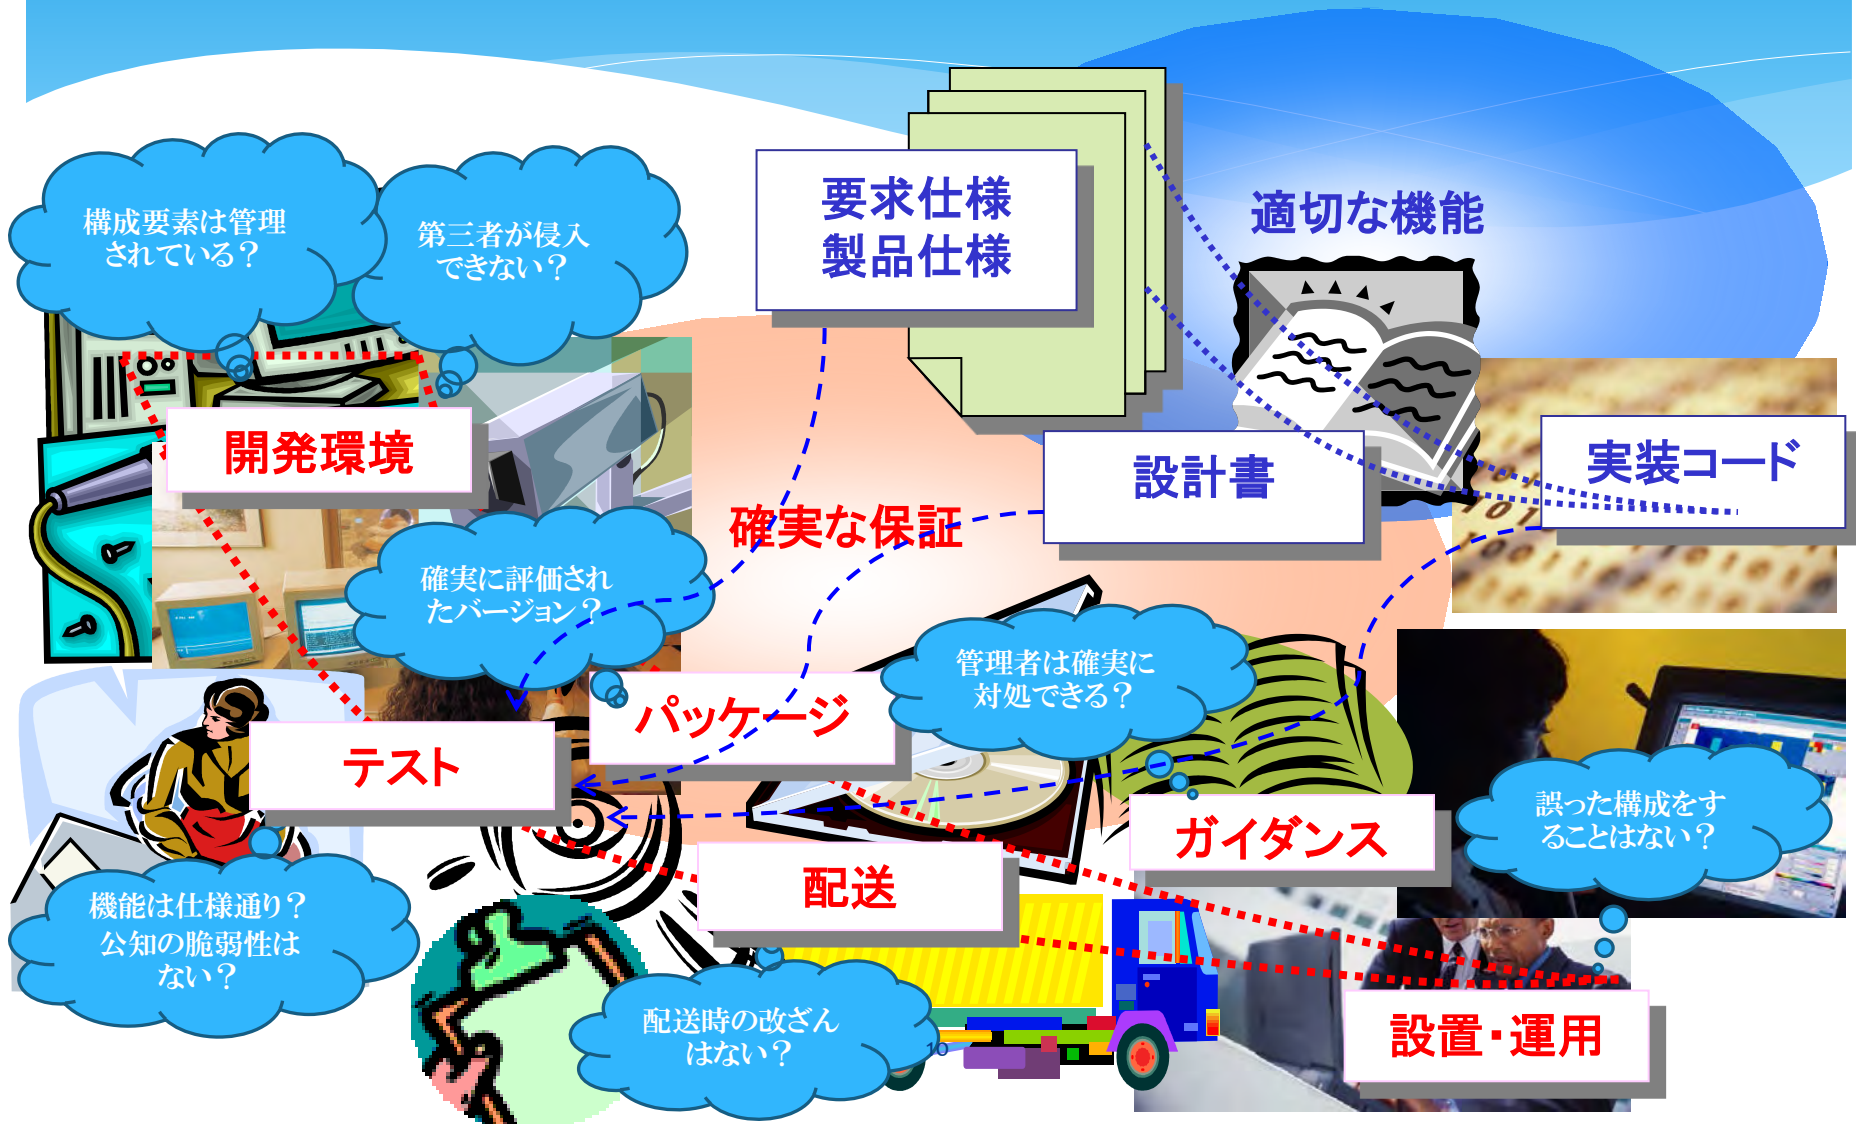 構成要素は管理
されている？
第三者が侵入
できない？
要求仕様
製品仕様
適切な機能
開発環境
設計書
実装コード
確実な保証
確実に評価され
たバージョン？
管理者は確実に
対処できる？
パッケージ
テスト
誤った構成をす
ることはない？
ガイダンス
配送
機能は仕様通り？
公知の脆弱性は
ない？
配送時の改ざん
はない？
設置・運用
10